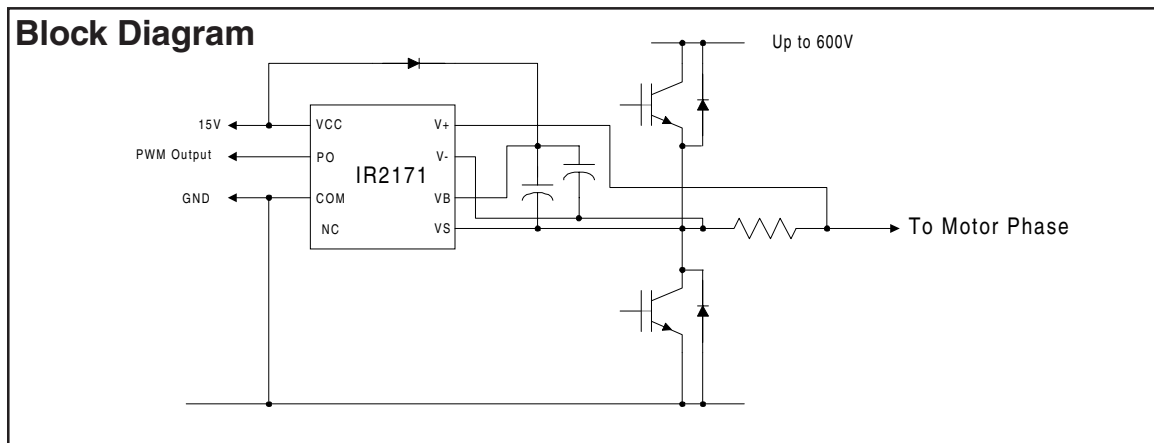 Block Diagram
Up to 600V
15V
VCC
V+
PWM Output
PO
V-
IR2171
GND
COM
VB
NC
VS
To Motor Phase